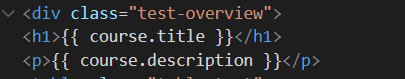 <div class="test-overview">
<h1>{{ course.title }}</h1>
<p>{{ course.description }}</p>